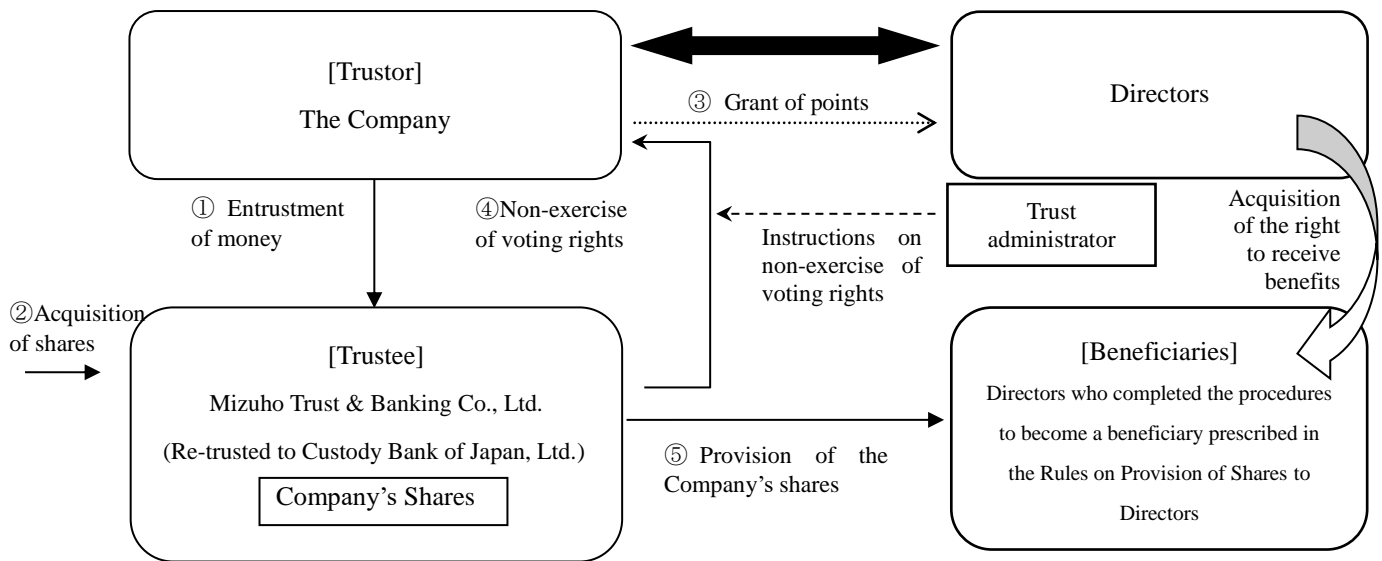 [Trustor]
The Company
③ Grant of points
Directors
① Entrustment
of money
④Non-exercise
of voting rights
Instructions on
non-exercise of
voting rights
Trust
administrator
Acquisition
of the right
to receive
benefits
②Acquisition
of shares
[Trustee]
Mizuho Trust & Banking Co., Ltd.
(Re-trusted to Custody Bank of Japan, Ltd.)
Company’s Shares
⑤ Provision of the
Company’s shares
[Beneficiaries]
Directors who completed the procedures
to become a beneficiary prescribed in
the Rules on Provision of Shares to
Directors